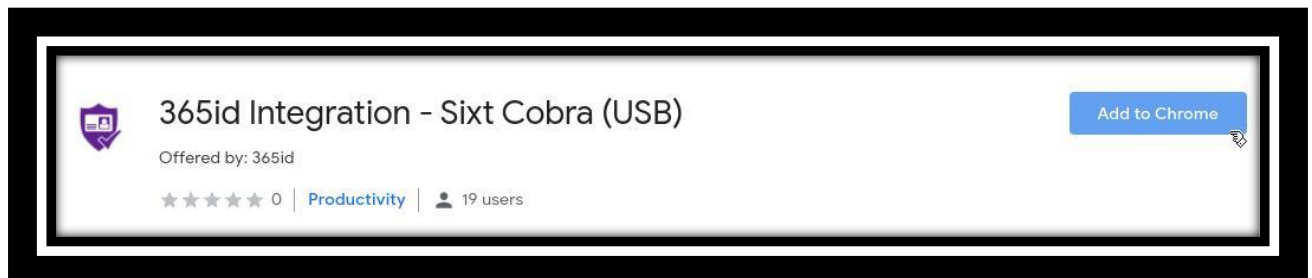 365id Integration - Sixt Cobra (USB)
Add to Chrome
Offered by: 365id
0 | Productivity | 19 users